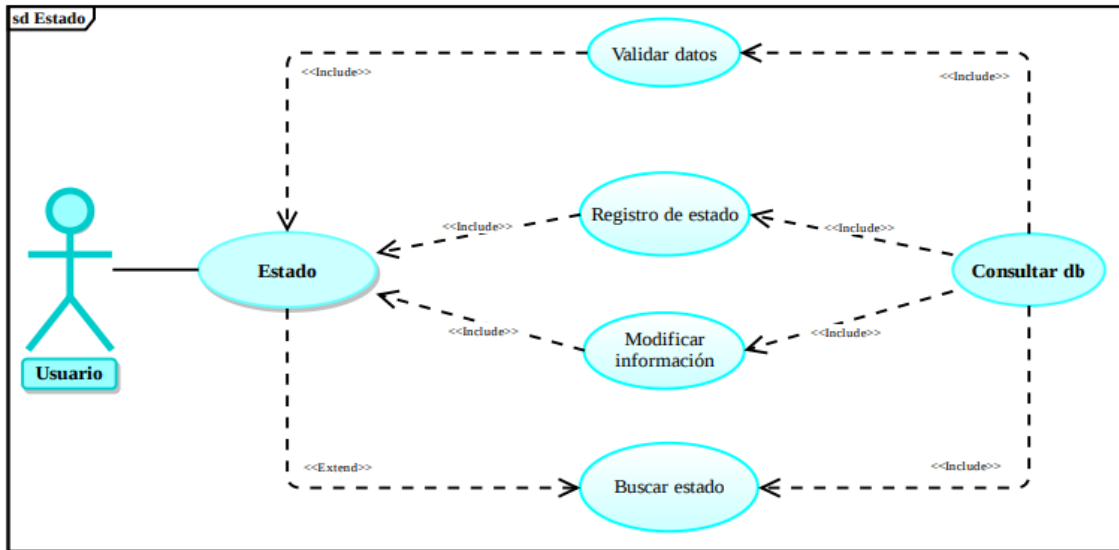 sd Estado
Validar datos
<<Include>>
<<Include>>
Registro de estado
<<Include>>
<<Include>>
Estado
Consultar db
<<Include>>
<<Include>>
Modificar
información
Usuario
<<Extend>>
<<Include>>
Buscar estado